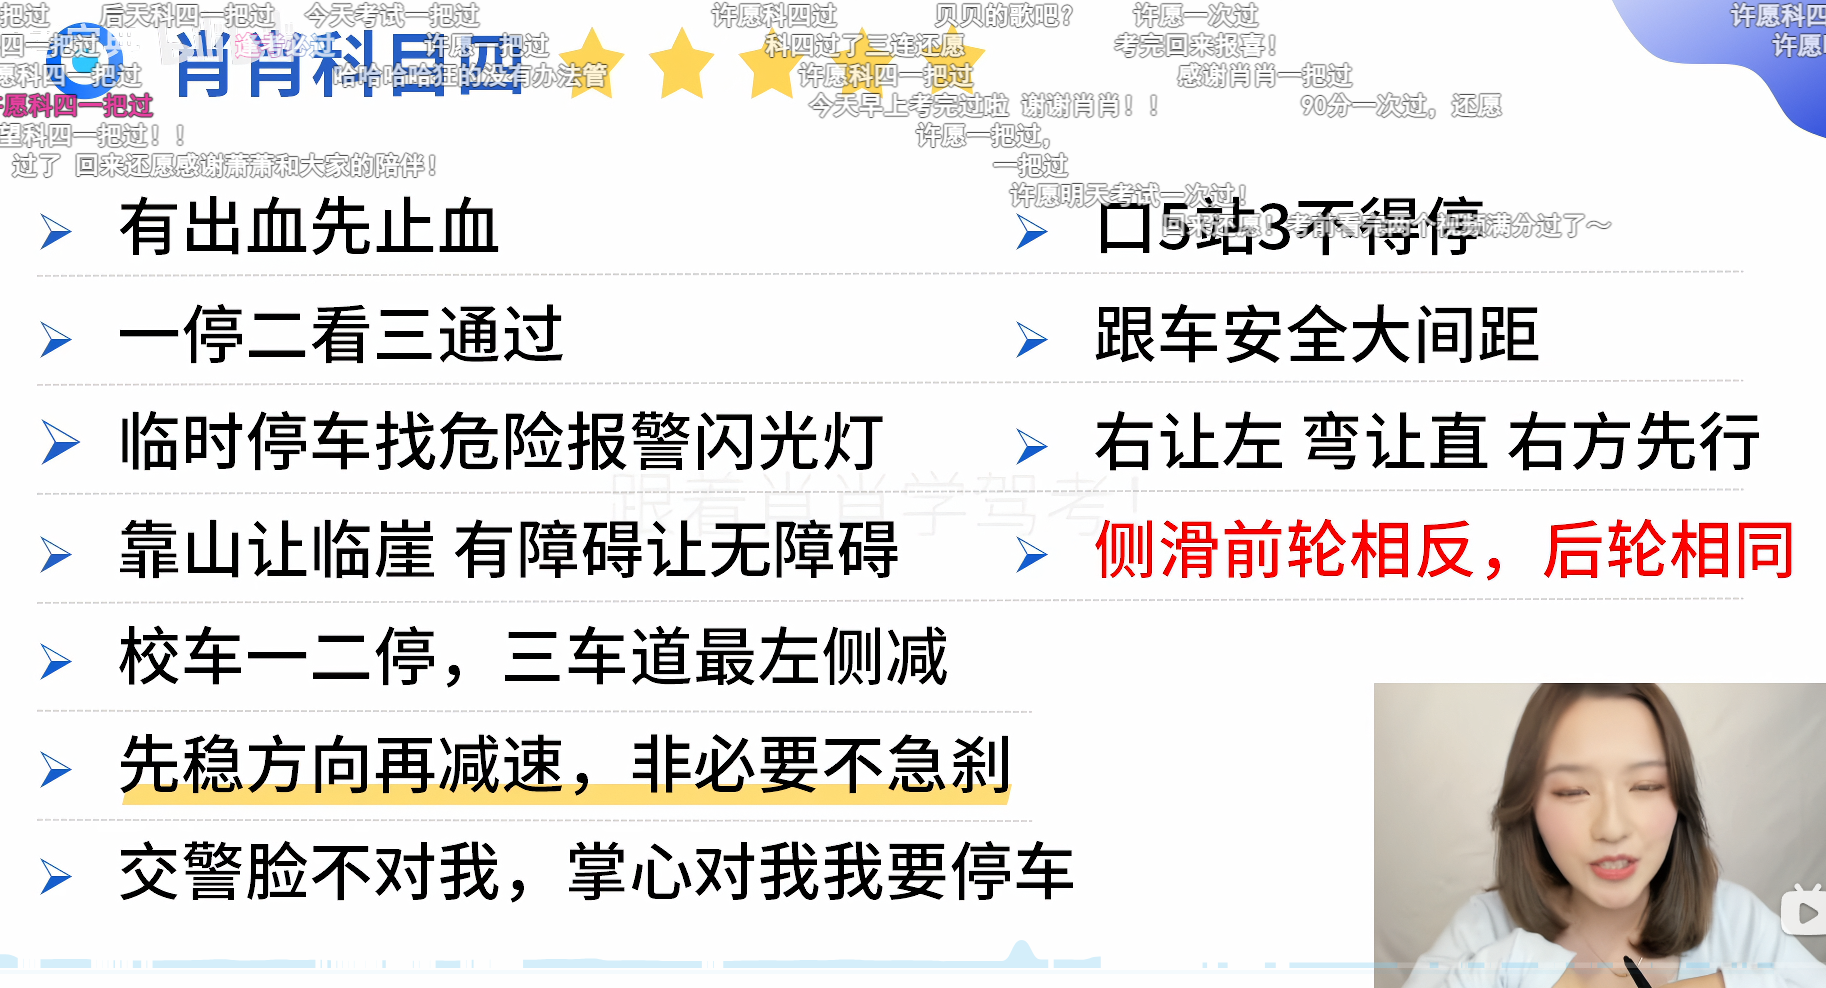 把过 后天科四一把过 今天考试一把过 许愿科四过 贝贝的歌吧? 许愿一次过 许愿科四
四一把过 逢考必过 许愿一把过 科四过了三连还愿 考完回来报喜! 许愿
肖肖科目四
愿科四一把过 哈哈哈哈狂的没有办法管 许愿科四一把过 感谢肖肖一把过
许愿科四一把过 今天早上考完过啦 谢谢肖肖!! 90分一次过, 还愿
望科四一把过!! 许愿一把过,
过了 回来还愿感谢萧萧和大家的陪伴! 一把过
许愿明天考试一次过!
回来还愿! 考前看完两个视频满分过了~
有出血先止血
一停二看三通过
临时停车找危险报警闪光灯
靠山让临崖 有障碍让无障碍
校车一二停，三车道最左侧减
先稳方向再减速，非必要不急刹
交警脸不对我，掌心对我我要停车
口5站3不得停
跟车安全大间距
右让左 弯让直 右方先行
侧滑前轮相反，后轮相同
跟着肖肖学驾考!